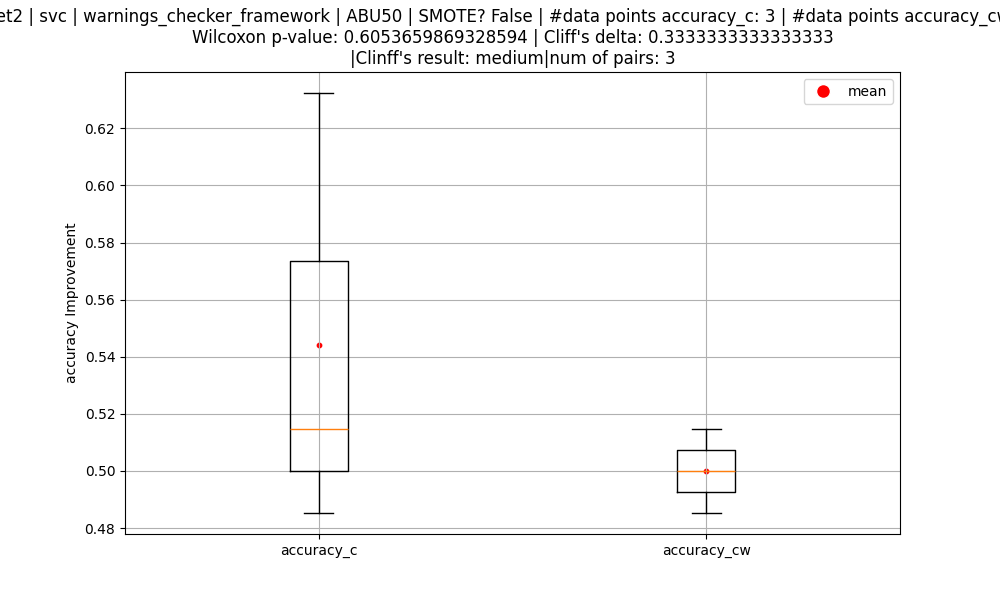 | svc | warnings_checker_framework | ABU50 | SMOTE? False | #data points accuracy_c: 3 | #data points
Wilcoxon p-value: 0.6053659869328594 | Cliff's delta: 0.3333333333333333
|Clinff's result: medium|num of pairs: 3
mean
0.62
0.60
0.58
0.56
0.54
0.52
0.50
0.48
accuracy Improvement
accuracy_c
accuracy_cw